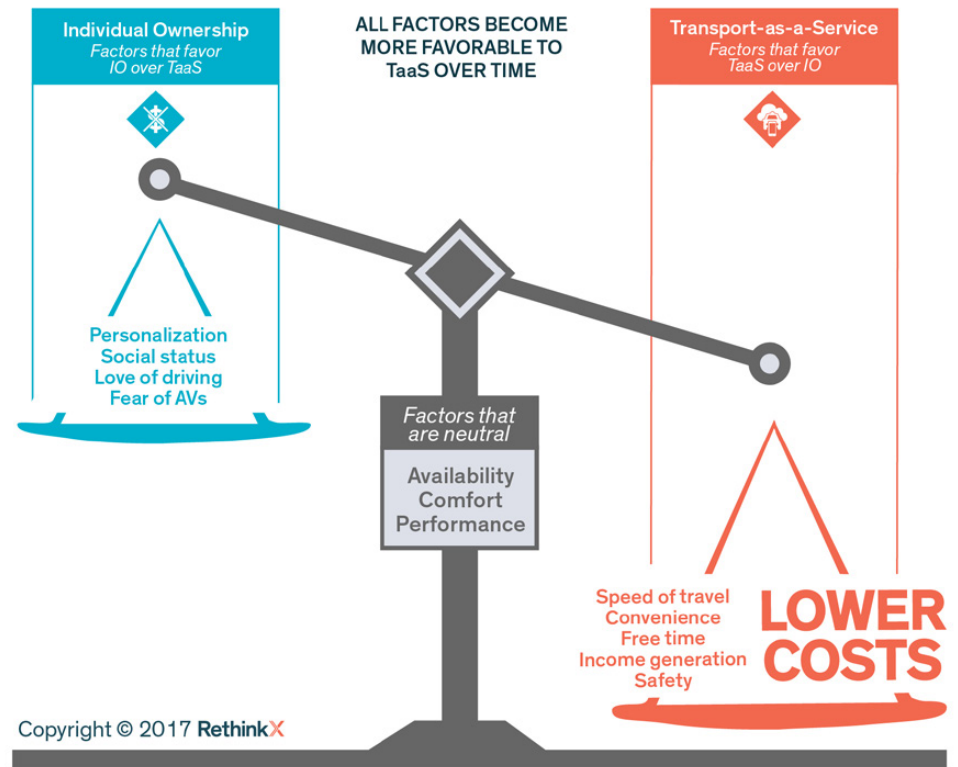 Individual Ownership
Factors that favor
IO over TaaS
ALL FACTORS BECOME
MORE FAVORABLE TO
TaaS OVER TIME
Transport-as-a-Service
Factors that favor
TaaS over IO
Personalization
Social status
Love of driving
Fear of AVs
Factors that
are neutral
Availability
Comfort
Performance
Speed of travel
Convenience
Free time
Income generation
Safety
LOWER
COSTS
Copyright © 2017 RethinkX